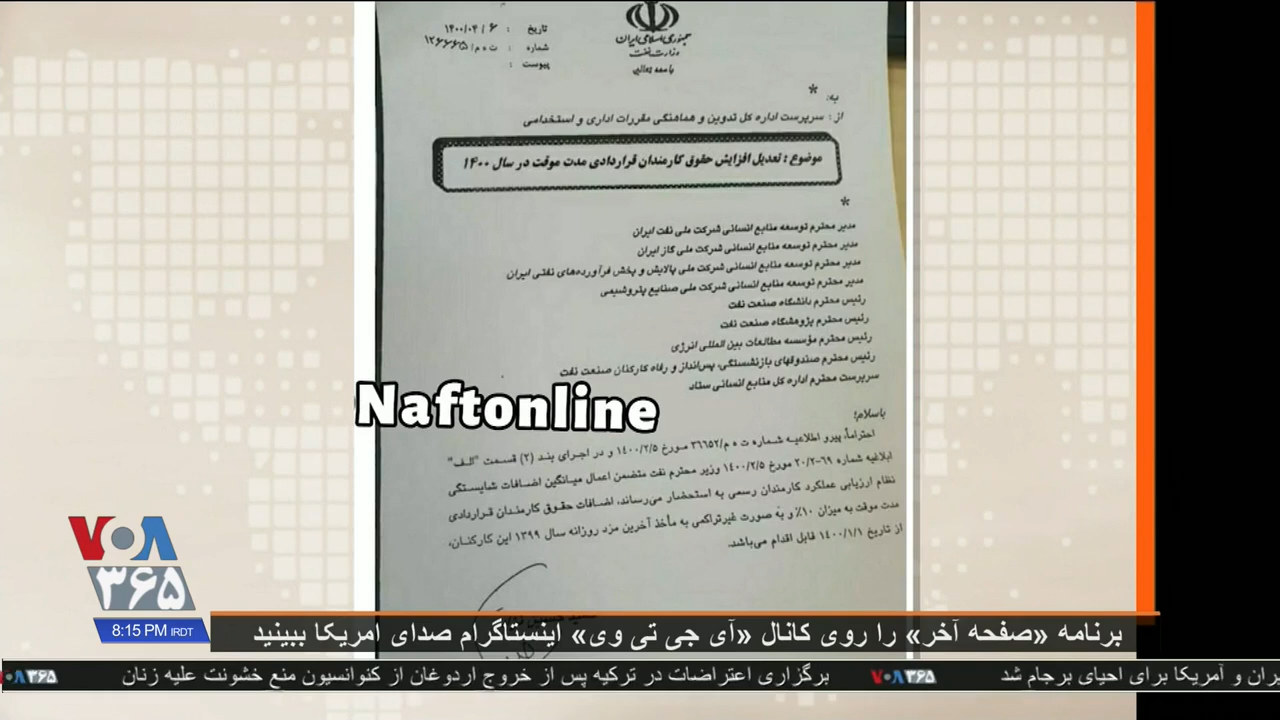 جمهوری اسلامی ایران
وزارت نفت
باسمه تعالی
تاریخ : ۱۴۰۰/۰۴/۶
شماره : ت ه م/
پیوست :
به: *
از : سرپرست اداره کل تدوین و هماهنگی مقررات اداری و استخدامی
موضوع : تعدیل افزایش حقوق کارمندان قراردادی مدت موقت در سال ۱۴۰۰
*
مدیر محترم توسعه منابع انسانی شرکت ملی نفت ایران
مدیر محترم توسعه منابع انسانی شرکت ملی گاز ایران
مدیر محترم توسعه منابع انسانی شرکت ملی پالایش و پخش فرآورده‌های نفتی ایران
مدیر محترم توسعه منابع انسانی شرکت ملی صنایع پتروشیمی
رئیس محترم دانشگاه صنعت نفت
رئیس محترم پژوهشگاه صنعت نفت
رئیس محترم مؤسسه مطالعات بین المللی انرژی
رئیس محترم صندوقهای بازنشستگی، پس‌انداز و رفاه کارکنان صنعت نفت
سرپرست محترم اداره کل منابع انسانی ستاد
Naftonline
باسلام؛
احتراماً، پیرو اطلاعیه شماره ت ه م/۳۶۶۵۲ مورخ ۱۴۰۰/۲/۵ و در اجرای بند (۲) قسمت "الف"
ابلاغیه شماره ۶۹-۲۰/۲ مورخ ۱۴۰۰/۲/۵ وزیر محترم نفت متضمن اعمال میانگین اضافات شایستگی
نظام ارزیابی عملکرد کارمندان رسمی به استحضار می‌رساند، اضافات حقوق کارمندان قراردادی
مدت موقت به میزان ۱۰٪ و به صورت غیرتراکمی به مأخذ آخرین مزد روزانه سال ۱۳۹۹ این کارکنان،
از تاریخ ۱۴۰۰/۱/۱ قابل اقدام می‌باشد.
VOA
۳۶۵
8:15 PM IRDT
برنامه «صفحه آخر» را روی کانال «آی جی تی وی» اینستاگرام صدای آمریکا ببینید
یران و آمریکا برای احیای برجام شد VOA۳۶۵ برگزاری اعتراضات در ترکیه پس از خروج اردوغان از کنوانسیون منع خشونت علیه زنان VOA۳۶۵